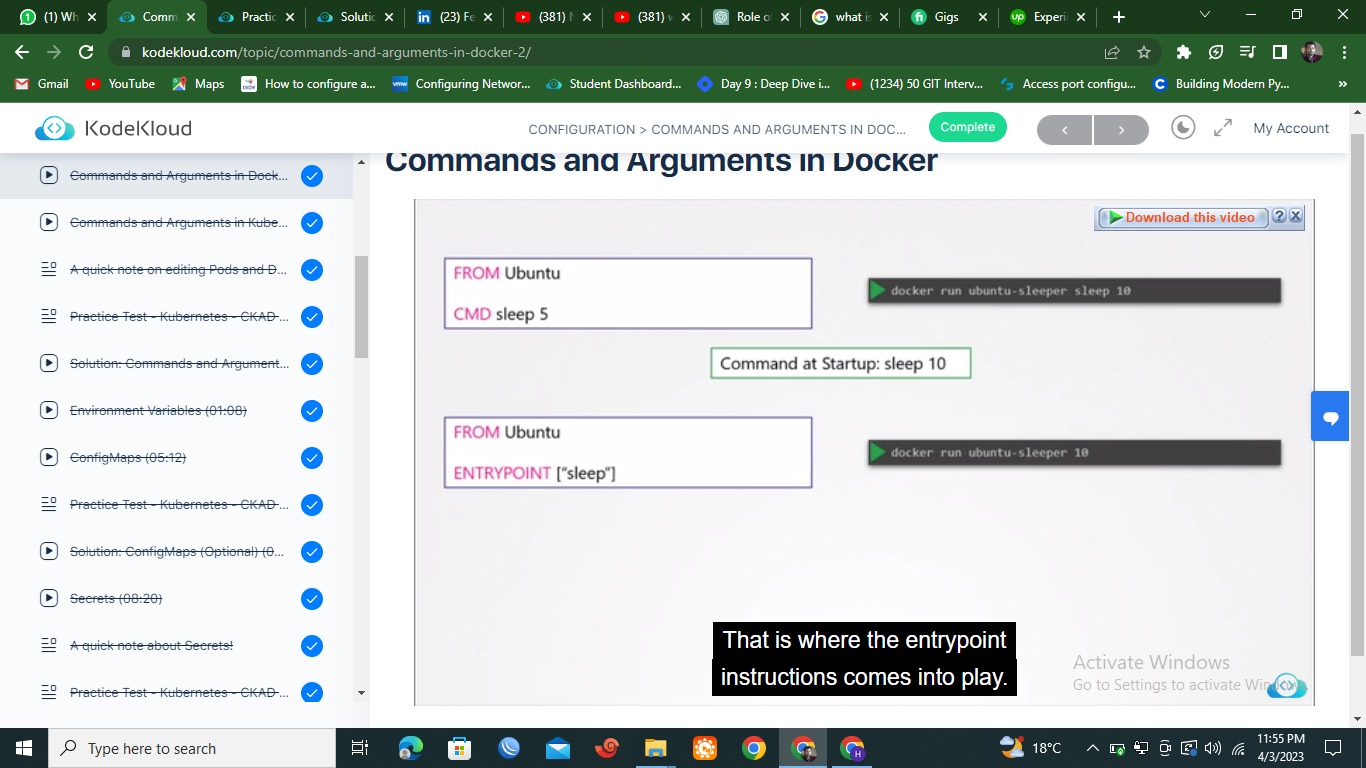 (1) Wh
Comm
Practic
Solutic
(23) Fe
(381)
(381) v
Role o
what is
Gigs
Experi
kodekloud.com/topic/commands-and-arguments-in-docker-2/
Gmail
YouTube
Maps
How to configure a...
Configuring Networ...
Student Dashboard...
Day 9 : Deep Dive i...
(1234) 50 GIT Interv...
Access port configu...
Building Modern Py...
KodeKloud
CONFIGURATION > COMMANDS AND ARGUMENTS IN DOC...
Complete
My Account
Commands and Arguments in Docker
Commands and Arguments in Dock...
Commands and Arguments in Kube...
A quick note on editing Pods and D...
Practice Test - Kubernetes - CKAD ...
Solution: Commands and Argument...
Environment Variables (01:08)
ConfigMaps (05:12)
Practice Test - Kubernetes - CKAD ...
Solution: ConfigMaps (Optional) (0...
Secrets (08:20)
A quick note about Secrets!
Practice Test - Kubernetes - CKAD ...
Download this video
FROM Ubuntu
CMD sleep 5
docker run ubuntu-sleeper sleep 10
Command at Startup: sleep 10
FROM Ubuntu
ENTRYPOINT ["sleep"]
docker run ubuntu-sleeper 10
That is where the entrypoint
instructions comes into play.
Activate Windows
Go to Settings to activate Windows.
Type here to search
18°C
11:55 PM
4/3/2023